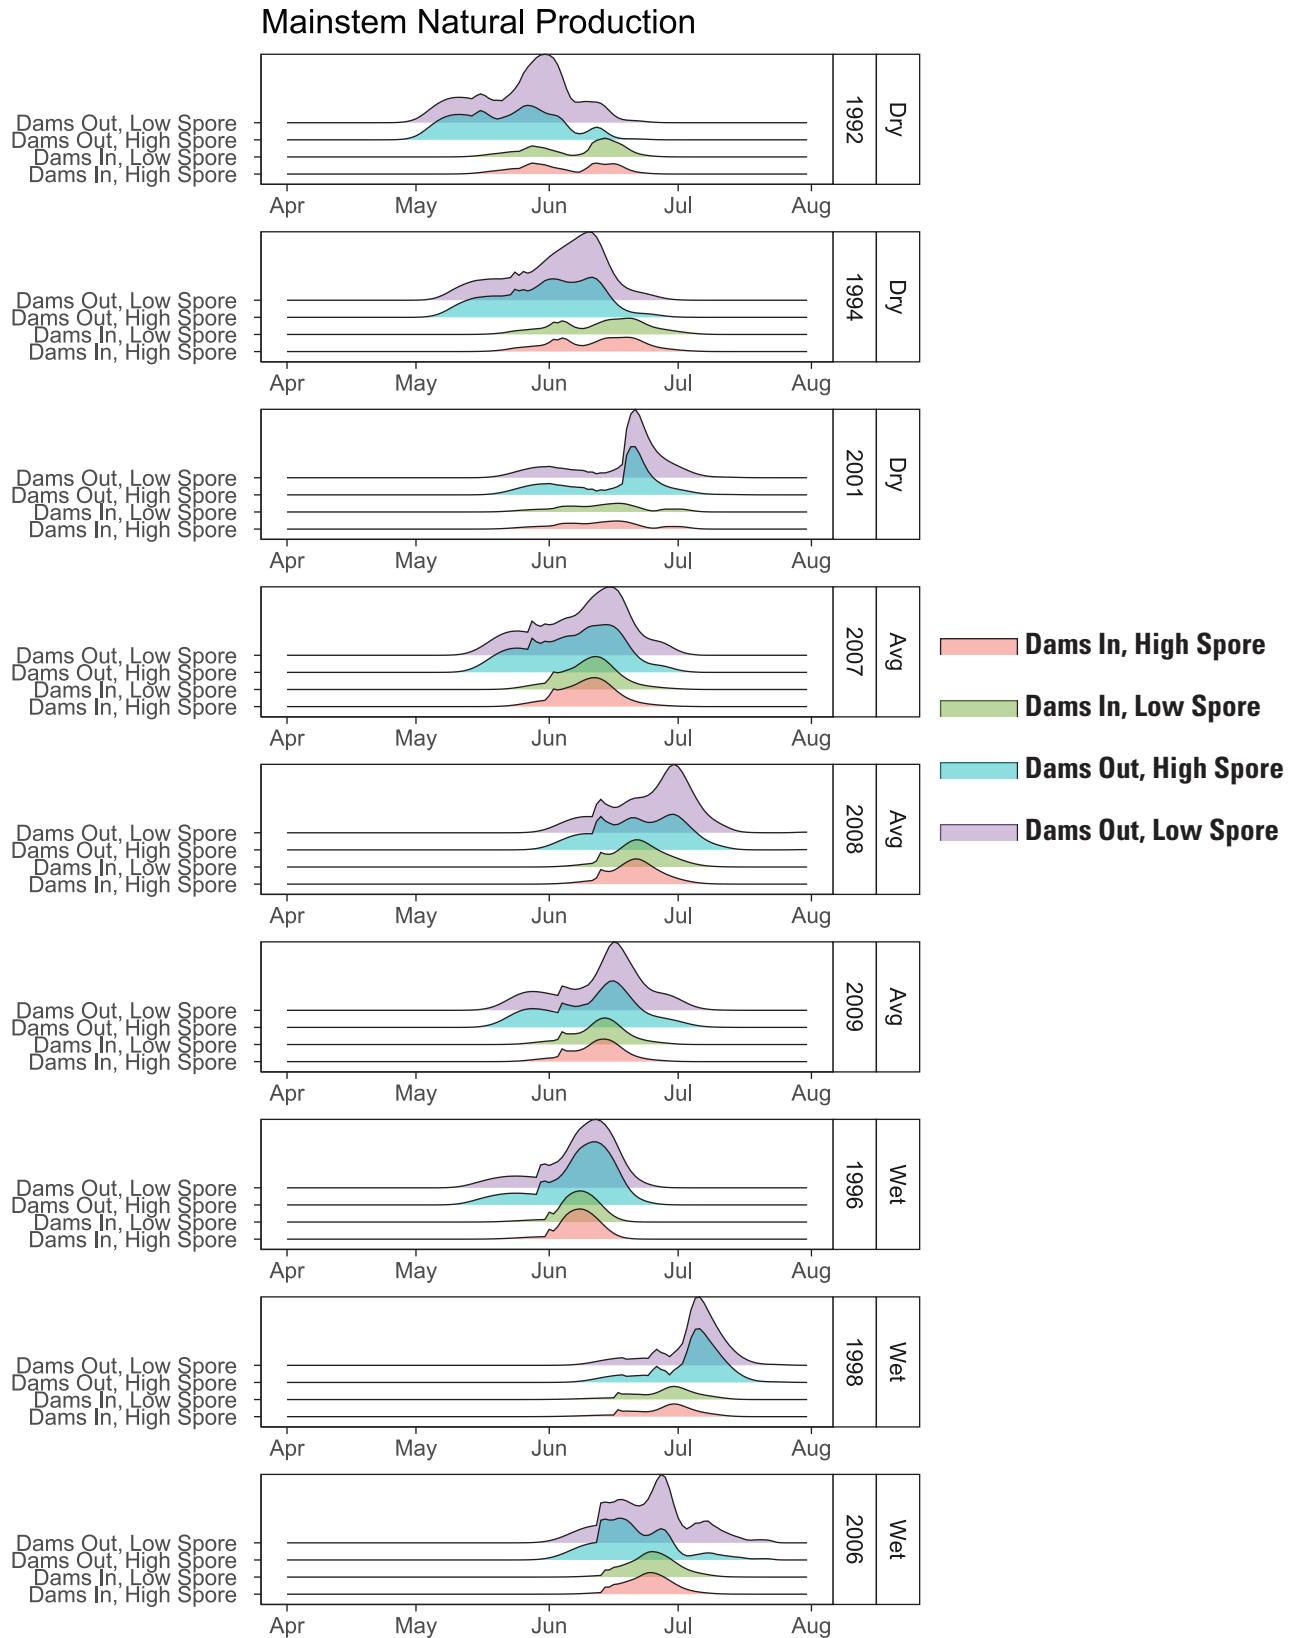 Mainstem Natural Production
Dams Out, Low Spore
Dams Out, High Spore
Dams In, Low Spore
Dams In, High Spore
1992
Dry
Apr May Jun Jul Aug
Dams Out, Low Spore
Dams Out, High Spore
Dams In, Low Spore
Dams In, High Spore
1994
Dry
Apr May Jun Jul Aug
Dams Out, Low Spore
Dams Out, High Spore
Dams In, Low Spore
Dams In, High Spore
2001
Dry
Apr May Jun Jul Aug
Dams Out, Low Spore
Dams Out, High Spore
Dams In, Low Spore
Dams In, High Spore
2007
Avg
Apr May Jun Jul Aug
Dams In, High Spore
Dams In, Low Spore
Dams Out, High Spore
Dams Out, Low Spore
Dams Out, Low Spore
Dams Out, High Spore
Dams In, Low Spore
Dams In, High Spore
2008
Avg
Apr May Jun Jul Aug
Dams Out, Low Spore
Dams Out, High Spore
Dams In, Low Spore
Dams In, High Spore
2009
Avg
Apr May Jun Jul Aug
Dams Out, Low Spore
Dams Out, High Spore
Dams In, Low Spore
Dams In, High Spore
1996
Wet
Apr May Jun Jul Aug
Dams Out, Low Spore
Dams Out, High Spore
Dams In, Low Spore
Dams In, High Spore
1998
Wet
Apr May Jun Jul Aug
Dams Out, Low Spore
Dams Out, High Spore
Dams In, Low Spore
Dams In, High Spore
2006
Wet
Apr May Jun Jul Aug